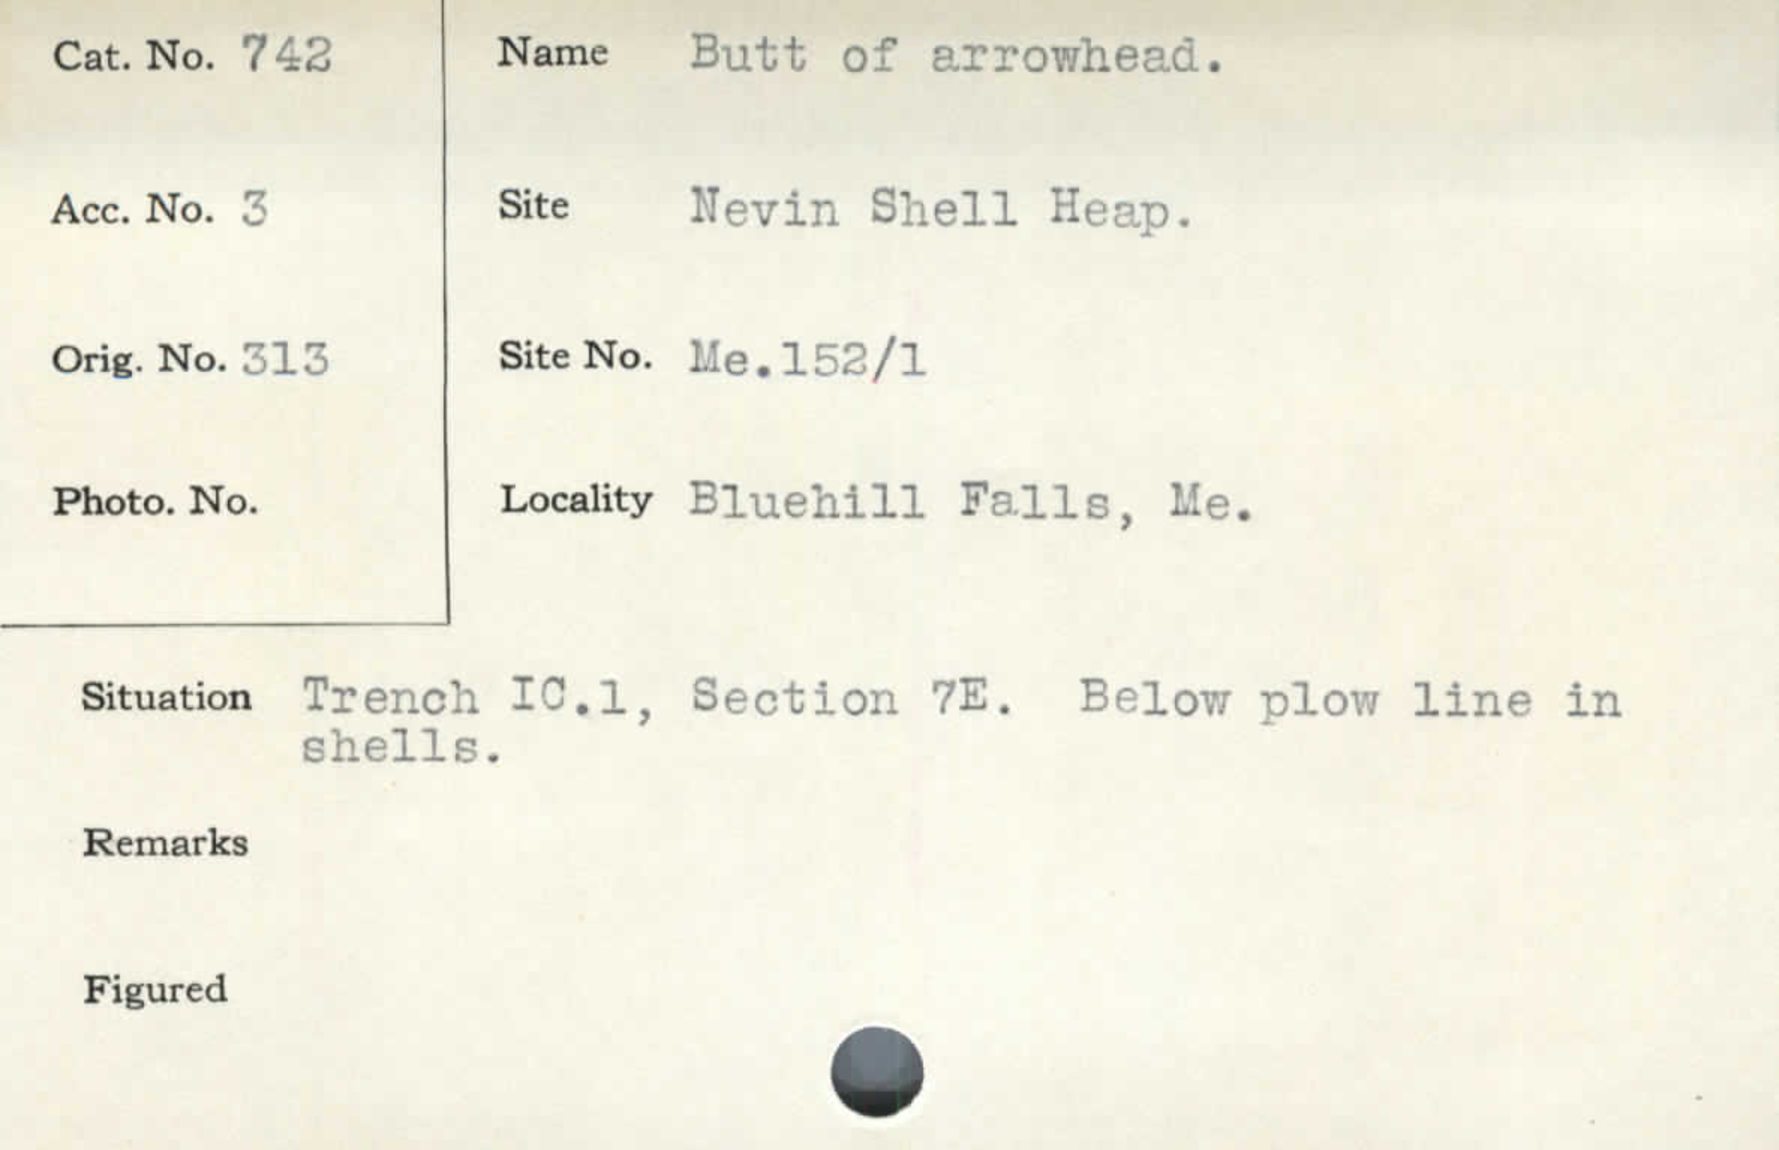 Cat. No. 742
Name Butt of arrowhead.
Acc. No. 3
Site Nevin Shell Heap.
Orig. No. 313
Site No. Me.152/1
Photo. No.
Locality Bluehill Falls, Me.
Situation Trench IC.1, Section 7E. Below plow line in
shells.
Remarks
Figured